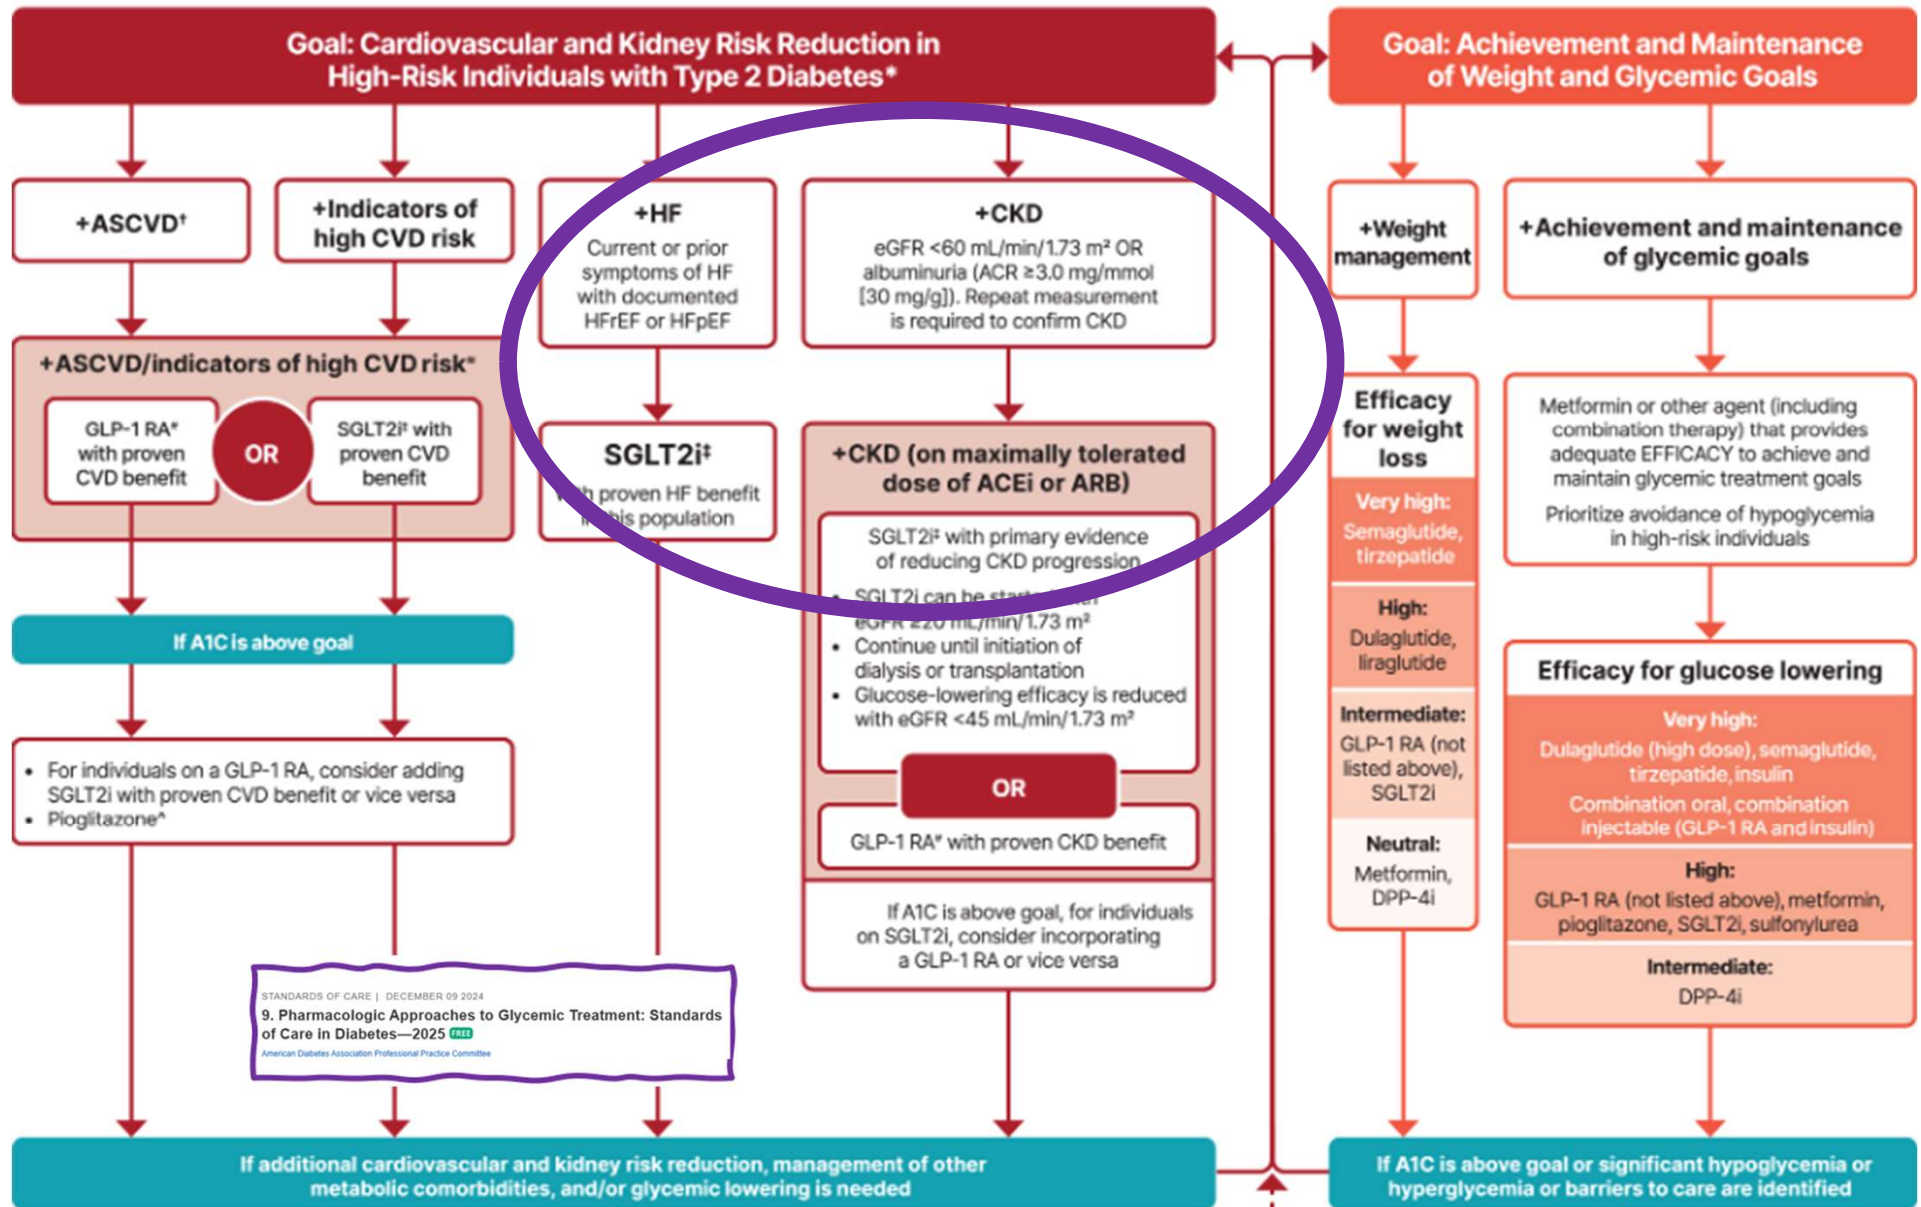 Goal: Cardiovascular and Kidney Risk Reduction in
High-Risk Individuals with Type 2 Diabetes*
+ASCVD†
+Indicators of
high CVD risk
+HF
Current or prior
symptoms of HF
with documented
HFrEF or HFpEF
+CKD
eGFR <60 mL/min/1.73 m² OR
albuminuria (ACR ≥3.0 mg/mmol
[30 mg/g]). Repeat measurement
is required to confirm CKD
+ASCVD/indicators of high CVD risk
GLP-1 RA
with proven
CVD benefit
OR
SGLT2i‡ with
proven CVD
benefit
SGLT2i‡
proven HF benefit
population
+CKD (on maximally tolerated
dose of ACEi or ARB)
SGLT2i‡ with primary evidence
of reducing CKD progression
• SGLT2i can be
eGFR ≥20 mL/min/1.73 m²
• Continue until initiation of
dialysis or transplantation
• Glucose-lowering efficacy is reduced
with eGFR <45 mL/min/1.73 m²
OR
GLP-1 RA with proven CKD benefit
If A1C is above goal, for individuals
on SGLT2i, consider incorporating
a GLP-1 RA or vice versa
If A1C is above goal
• For individuals on a GLP-1 RA, consider adding
SGLT2i with proven CVD benefit or vice versa
• Pioglitazone^
STANDARDS OF CARE | DECEMBER 09 2024
9. Pharmacologic Approaches to Glycemic Treatment: Standards
of Care in Diabetes—2025 FREE
American Diabetes Association Professional Practice Committee
If additional cardiovascular and kidney risk reduction, management of other
metabolic comorbidities, and/or glycemic lowering is needed
Goal: Achievement and Maintenance
of Weight and Glycemic Goals
+Weight
management
Efficacy
for weight
loss
Very high:
Semaglutide,
tirzepatide
High:
Dulaglutide,
liraglutide
Intermediate:
GLP-1 RA (not
listed above),
SGLT2i
Neutral:
Metformin,
DPP-4i
+Achievement and maintenance
of glycemic goals
Metformin or other agent (including
combination therapy) that provides
adequate EFFICACY to achieve and
maintain glycemic treatment goals
Prioritize avoidance of hypoglycemia
in high-risk individuals
Efficacy for glucose lowering
Very high:
Dulaglutide (high dose), semaglutide,
tirzepatide, insulin
Combination oral, combination
injectable (GLP-1 RA and insulin)
High:
GLP-1 RA (not listed above), metformin,
pioglitazone, SGLT2i, sulfonylurea
Intermediate:
DPP-4i
If A1C is above goal or significant hypoglycemia or
hyperglycemia or barriers to care are identified